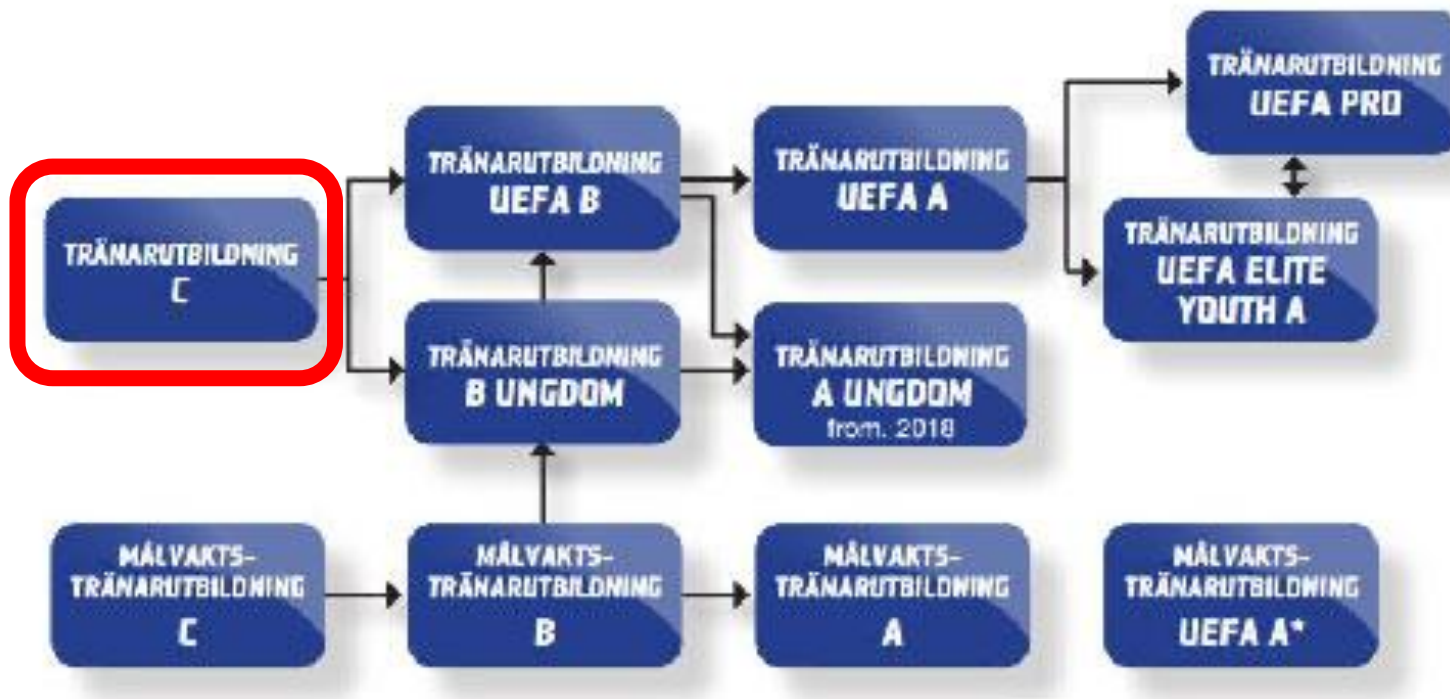 TRÄNARUTBILDNING
UEFA PRO
TRÄNARUTBILDNING
UEFA B
TRÄNARUTBILDNING
UEFA A
TRÄNARUTBILDNING
C
TRÄNARUTBILDNING
UEFA ELITE
YOUTH A
TRÄNARUTBILDNING
B UNGDOM
TRÄNARUTBILDNING
A UNGDOM
from. 2018
MÅLVAKTS-
TRÄNARUTBILDNING
C
MÅLVAKTS-
TRÄNARUTBILDNING
B
MÅLVAKTS-
TRÄNARUTBILDNING
A
MÅLVAKTS-
TRÄNARUTBILDNING
UEFA A*